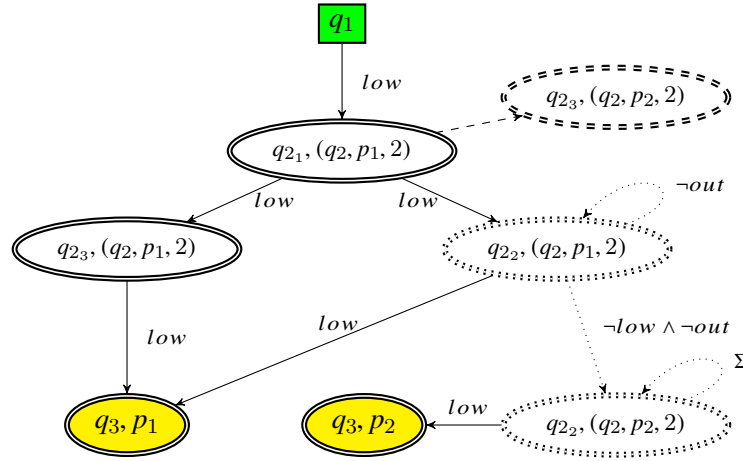 q₁
low
q₂₃, (q₂, p₂, 2)
q₂₁, (q₂, p₁, 2)
low
low
¬out
q₂₃, (q₂, p₁, 2)
q₂₂, (q₂, p₁, 2)
low
low
¬low ∧ ¬out
Σ
q₃, p₁
q₃, p₂
low
q₂₂, (q₂, p₂, 2)